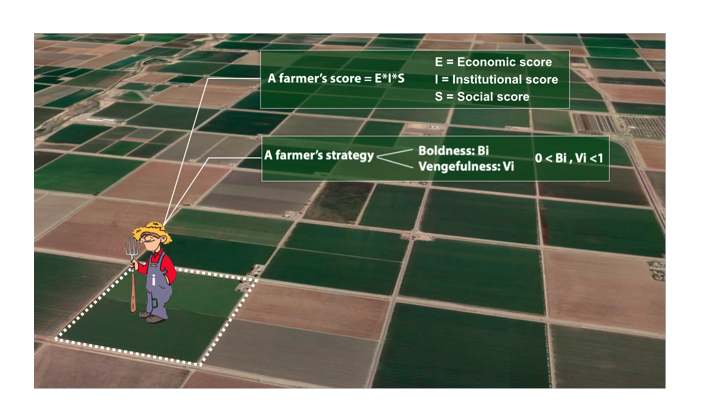 A farmer's score = E*I*S
E = Economic score
I = Institutional score
S = Social score
A farmer's strategy
Boldness: Bi
Vengefulness: Vi
0 < Bi , Vi <1
i